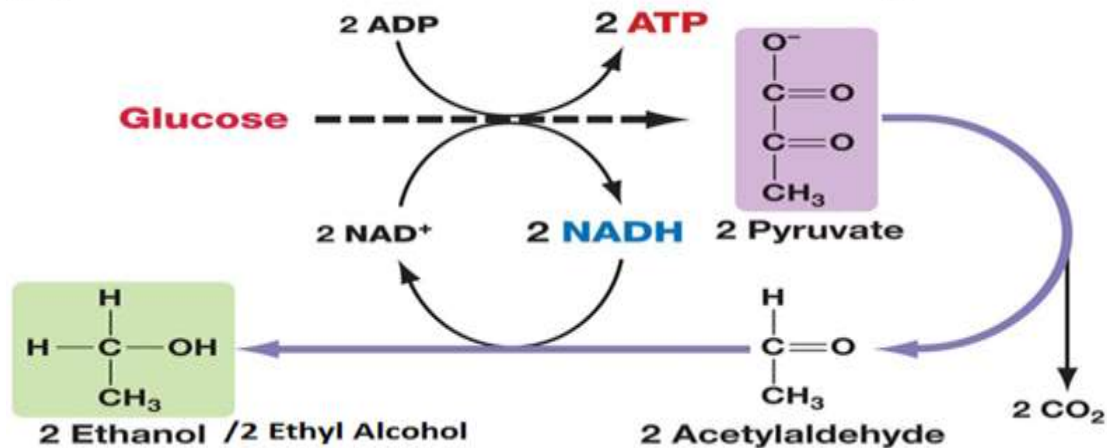 2 ADP
2 ATP
Glucose
O⁻
C=O
C=O
CH₃
2 Pyruvate
2 NAD⁺
2 NADH
H
H—C—OH
CH₃
2 Ethanol /2 Ethyl Alcohol
H
C=O
CH₃
2 Acetylaldehyde
2 CO₂